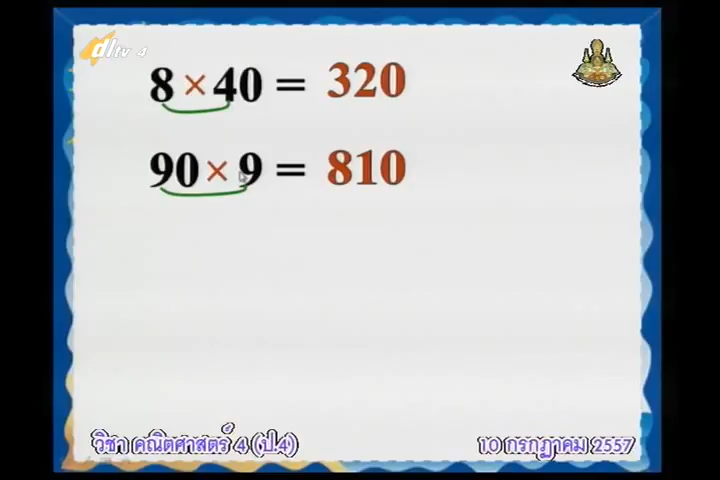 dltv 4
8 × 40 = 320
90 × 9 = 810
วิชา คณิตศาสตร์ 4 (ป.4)
10 กรกฎาคม 2557